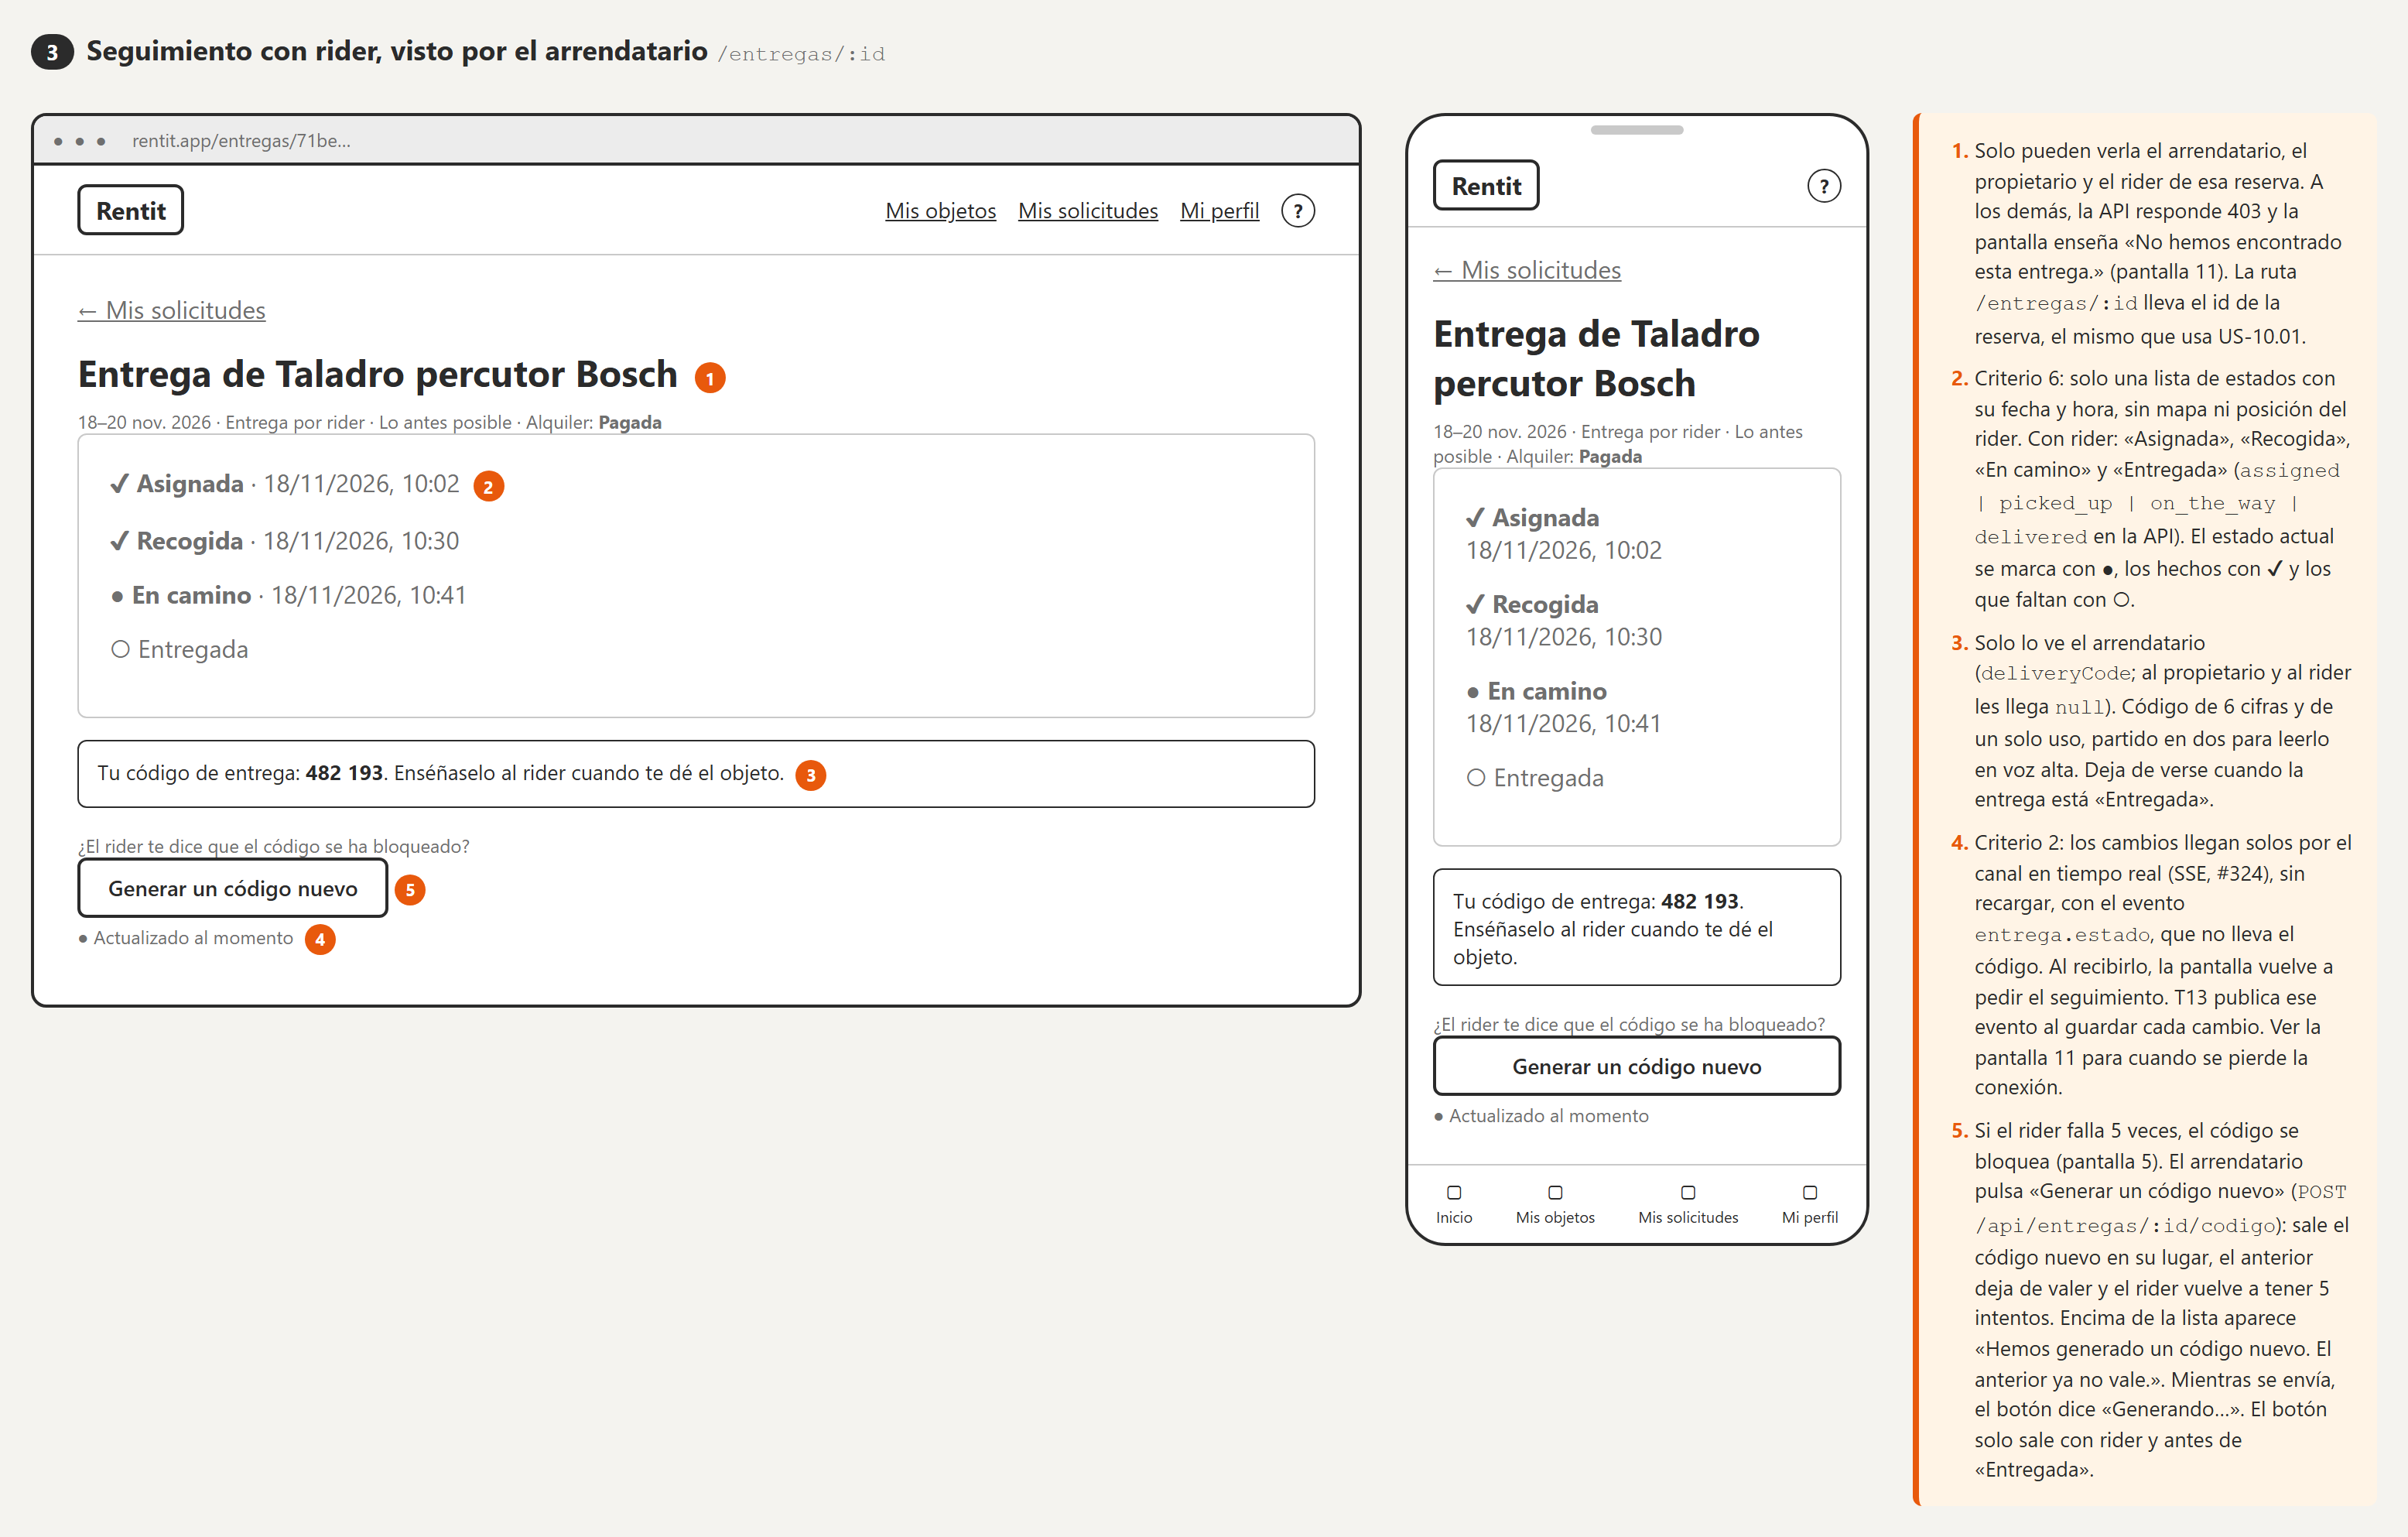 3 Seguimiento con rider, visto por el arrendatario /entregas/:id
rentit.app/entregas/71be...
Rentit
Mis objetos Mis solicitudes Mi perfil ?
← Mis solicitudes
Entrega de Taladro percutor Bosch 1
18–20 nov. 2026 · Entrega por rider · Lo antes posible · Alquiler: Pagada
✓ Asignada · 18/11/2026, 10:02 2
✓ Recogida · 18/11/2026, 10:30
● En camino · 18/11/2026, 10:41
○ Entregada
Tu código de entrega: 482 193. Enséñaselo al rider cuando te dé el objeto. 3
¿El rider te dice que el código se ha bloqueado?
Generar un código nuevo 5
● Actualizado al momento 4
Rentit
?
← Mis solicitudes
Entrega de Taladro
percutor Bosch
18–20 nov. 2026 · Entrega por rider · Lo antes
posible · Alquiler: Pagada
✓ Asignada
18/11/2026, 10:02
✓ Recogida
18/11/2026, 10:30
● En camino
18/11/2026, 10:41
○ Entregada
Tu código de entrega: 482 193.
Enséñaselo al rider cuando te dé el
objeto.
¿El rider te dice que el código se ha bloqueado?
Generar un código nuevo
● Actualizado al momento
Inicio Mis objetos Mis solicitudes Mi perfil
1. Solo pueden verla el arrendatario, el
propietario y el rider de esa reserva. A
los demás, la API responde 403 y la
pantalla enseña «No hemos encontrado
esta entrega.» (pantalla 11). La ruta
/entregas/:id lleva el id de la
reserva, el mismo que usa US-10.01.
2. Criterio 6: solo una lista de estados con
su fecha y hora, sin mapa ni posición del
rider. Con rider: «Asignada», «Recogida»,
«En camino» y «Entregada» (assigned
| picked_up | on_the_way |
delivered en la API). El estado actual
se marca con ●, los hechos con ✓ y los
que faltan con ○.
3. Solo lo ve el arrendatario
(deliveryCode; al propietario y al rider
les llega null). Código de 6 cifras y de
un solo uso, partido en dos para leerlo
en voz alta. Deja de verse cuando la
entrega está «Entregada».
4. Criterio 2: los cambios llegan solos por el
canal en tiempo real (SSE, #324), sin
recargar, con el evento
entrega.estado, que no lleva el
código. Al recibirlo, la pantalla vuelve a
pedir el seguimiento. T13 publica ese
evento al guardar cada cambio. Ver la
pantalla 11 para cuando se pierde la
conexión.
5. Si el rider falla 5 veces, el código se
bloquea (pantalla 5). El arrendatario
pulsa «Generar un código nuevo» (POST
/api/entregas/:id/codigo): sale el
código nuevo en su lugar, el anterior
deja de valer y el rider vuelve a tener 5
intentos. Encima de la lista aparece
«Hemos generado un código nuevo. El
anterior ya no vale.». Mientras se envía,
el botón dice «Generando...». El botón
solo sale con rider y antes de
«Entregada».